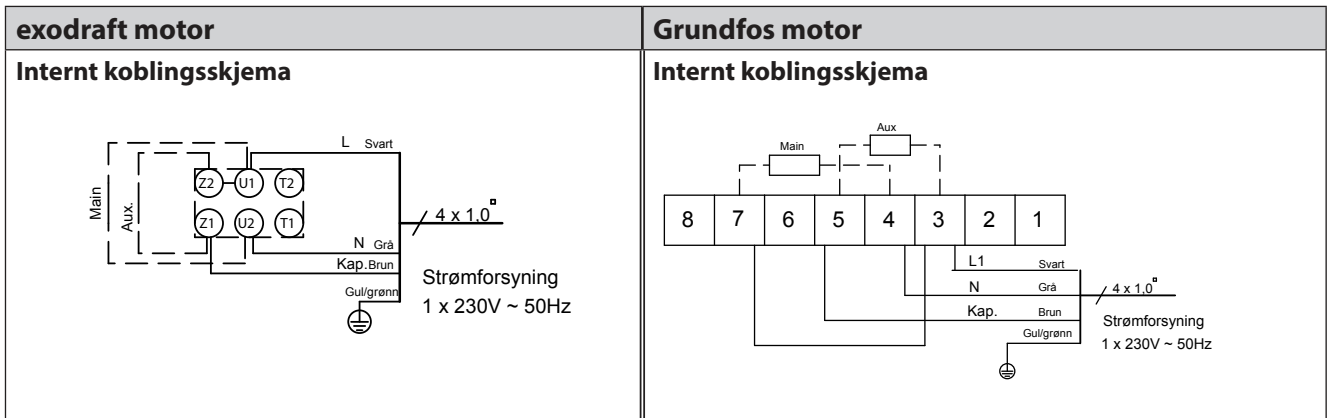 exodraft motor
Internt koblingsskjema
L Svart
Main
Aux.
Z2 U1 T2
Z1 U2 T1
4 x 1,0
N Grå
Kap. Brun
Gul/grønn
Strømforsyning
1 x 230V ~ 50Hz
Grundfos motor
Internt koblingsskjema
Aux
Main
8 7 6 5 4 3 2 1
L1 Svart
N Grå
4 x 1,0
Kap. Brun
Gul/grønn
Strømforsyning
1 x 230V ~ 50Hz